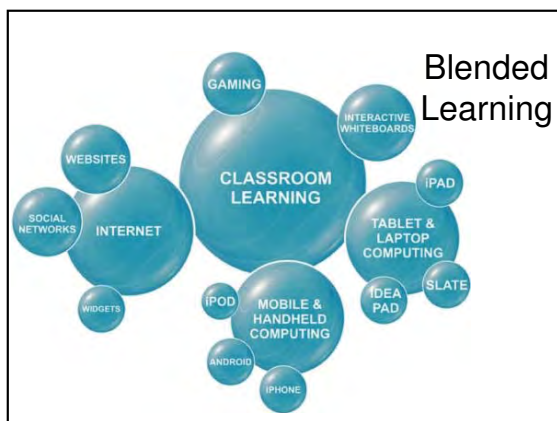 Blended
Learning
GAMING
INTERACTIVE
WHITEBOARDS
CLASSROOM
LEARNING
WEBSITES
SOCIAL
NETWORKS
INTERNET
WIDGETS
iPAD
TABLET &
LAPTOP
COMPUTING
SLATE
IDEA
PAD
iPOD
MOBILE &
HANDHELD
COMPUTING
ANDROID
iPHONE